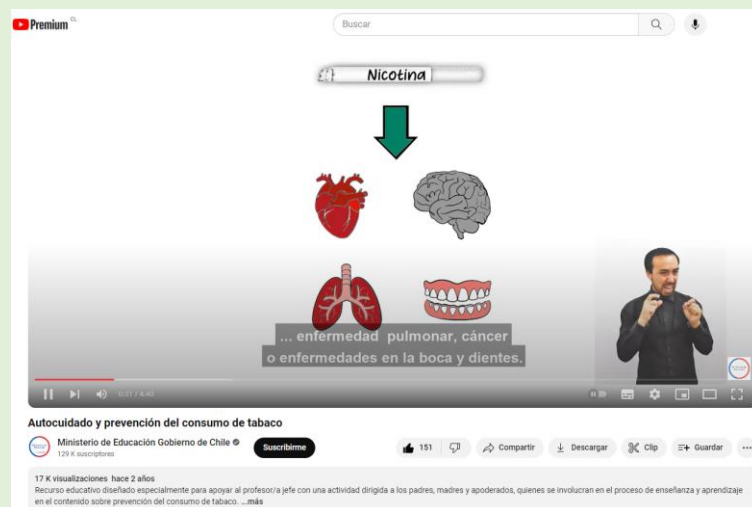 Premium CL
Buscar
Nicotina
... enfermedad pulmonar, cáncer
o enfermedades en la boca y dientes.
0:31 / 4:40
Autocuidado y prevención del consumo de tabaco
Ministerio de Educación Gobierno de Chile
129 K suscriptores
Suscribirme
151
Compartir
Descargar
Clip
Guardar
17 K visualizaciones hace 2 años
Recurso educativo diseñado especialmente para apoyar al profesor/a jefe con una actividad dirigida a los padres, madres y apoderados, quienes se involucran en el proceso de enseñanza y aprendizaje
en el contenido sobre prevención del consumo de tabaco. ...más